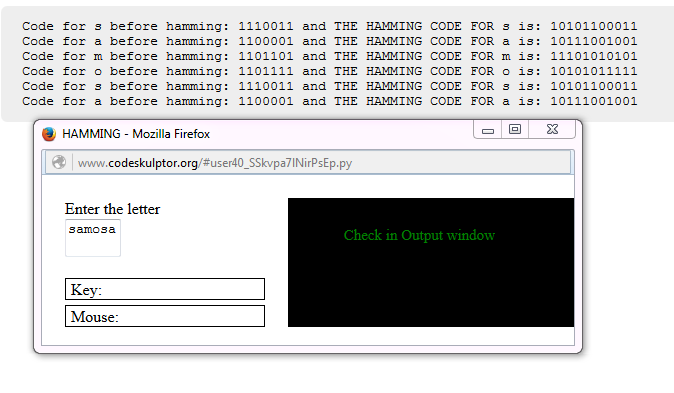 Code for s before hamming: 1110011 and THE HAMMING CODE FOR s is: 10101100011
Code for a before hamming: 1100001 and THE HAMMING CODE FOR a is: 10111001001
Code for m before hamming: 1101101 and THE HAMMING CODE FOR m is: 11101010101
Code for o before hamming: 1101111 and THE HAMMING CODE FOR o is: 10101011111
Code for s before hamming: 1110011 and THE HAMMING CODE FOR s is: 10101100011
Code for a before hamming: 1100001 and THE HAMMING CODE FOR a is: 10111001001
HAMMING - Mozilla Firefox
www.codeskulptor.org/#user40_SSkvpa7lNirPsEp.py
Enter the letter
samosa
Check in Output window
Key:
Mouse: